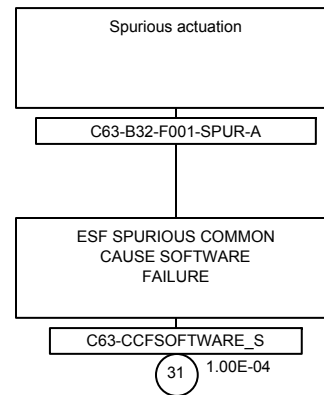 Spurious actuation
C63-B32-F001-SPUR-A
ESF SPURIOUS COMMON
CAUSE SOFTWARE
FAILURE
C63-CCFSOFTWARE_S
31 1.00E-04